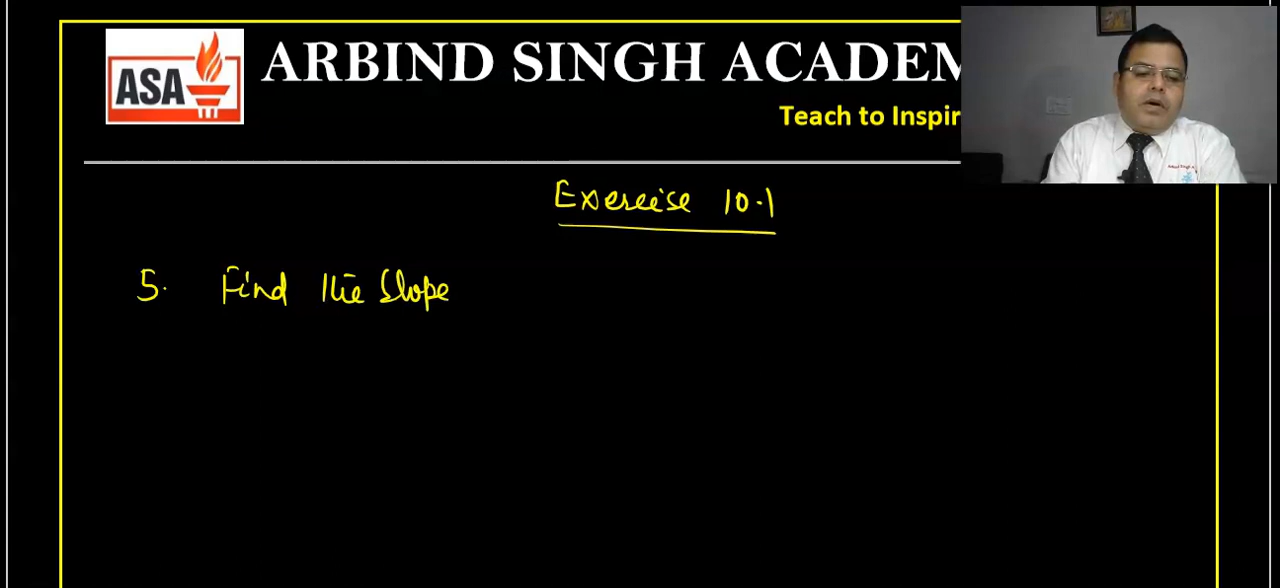 ASA
ARBIND SINGH ACADEM
Teach to Inspir
Exercise 10.1
5. Find the Slope